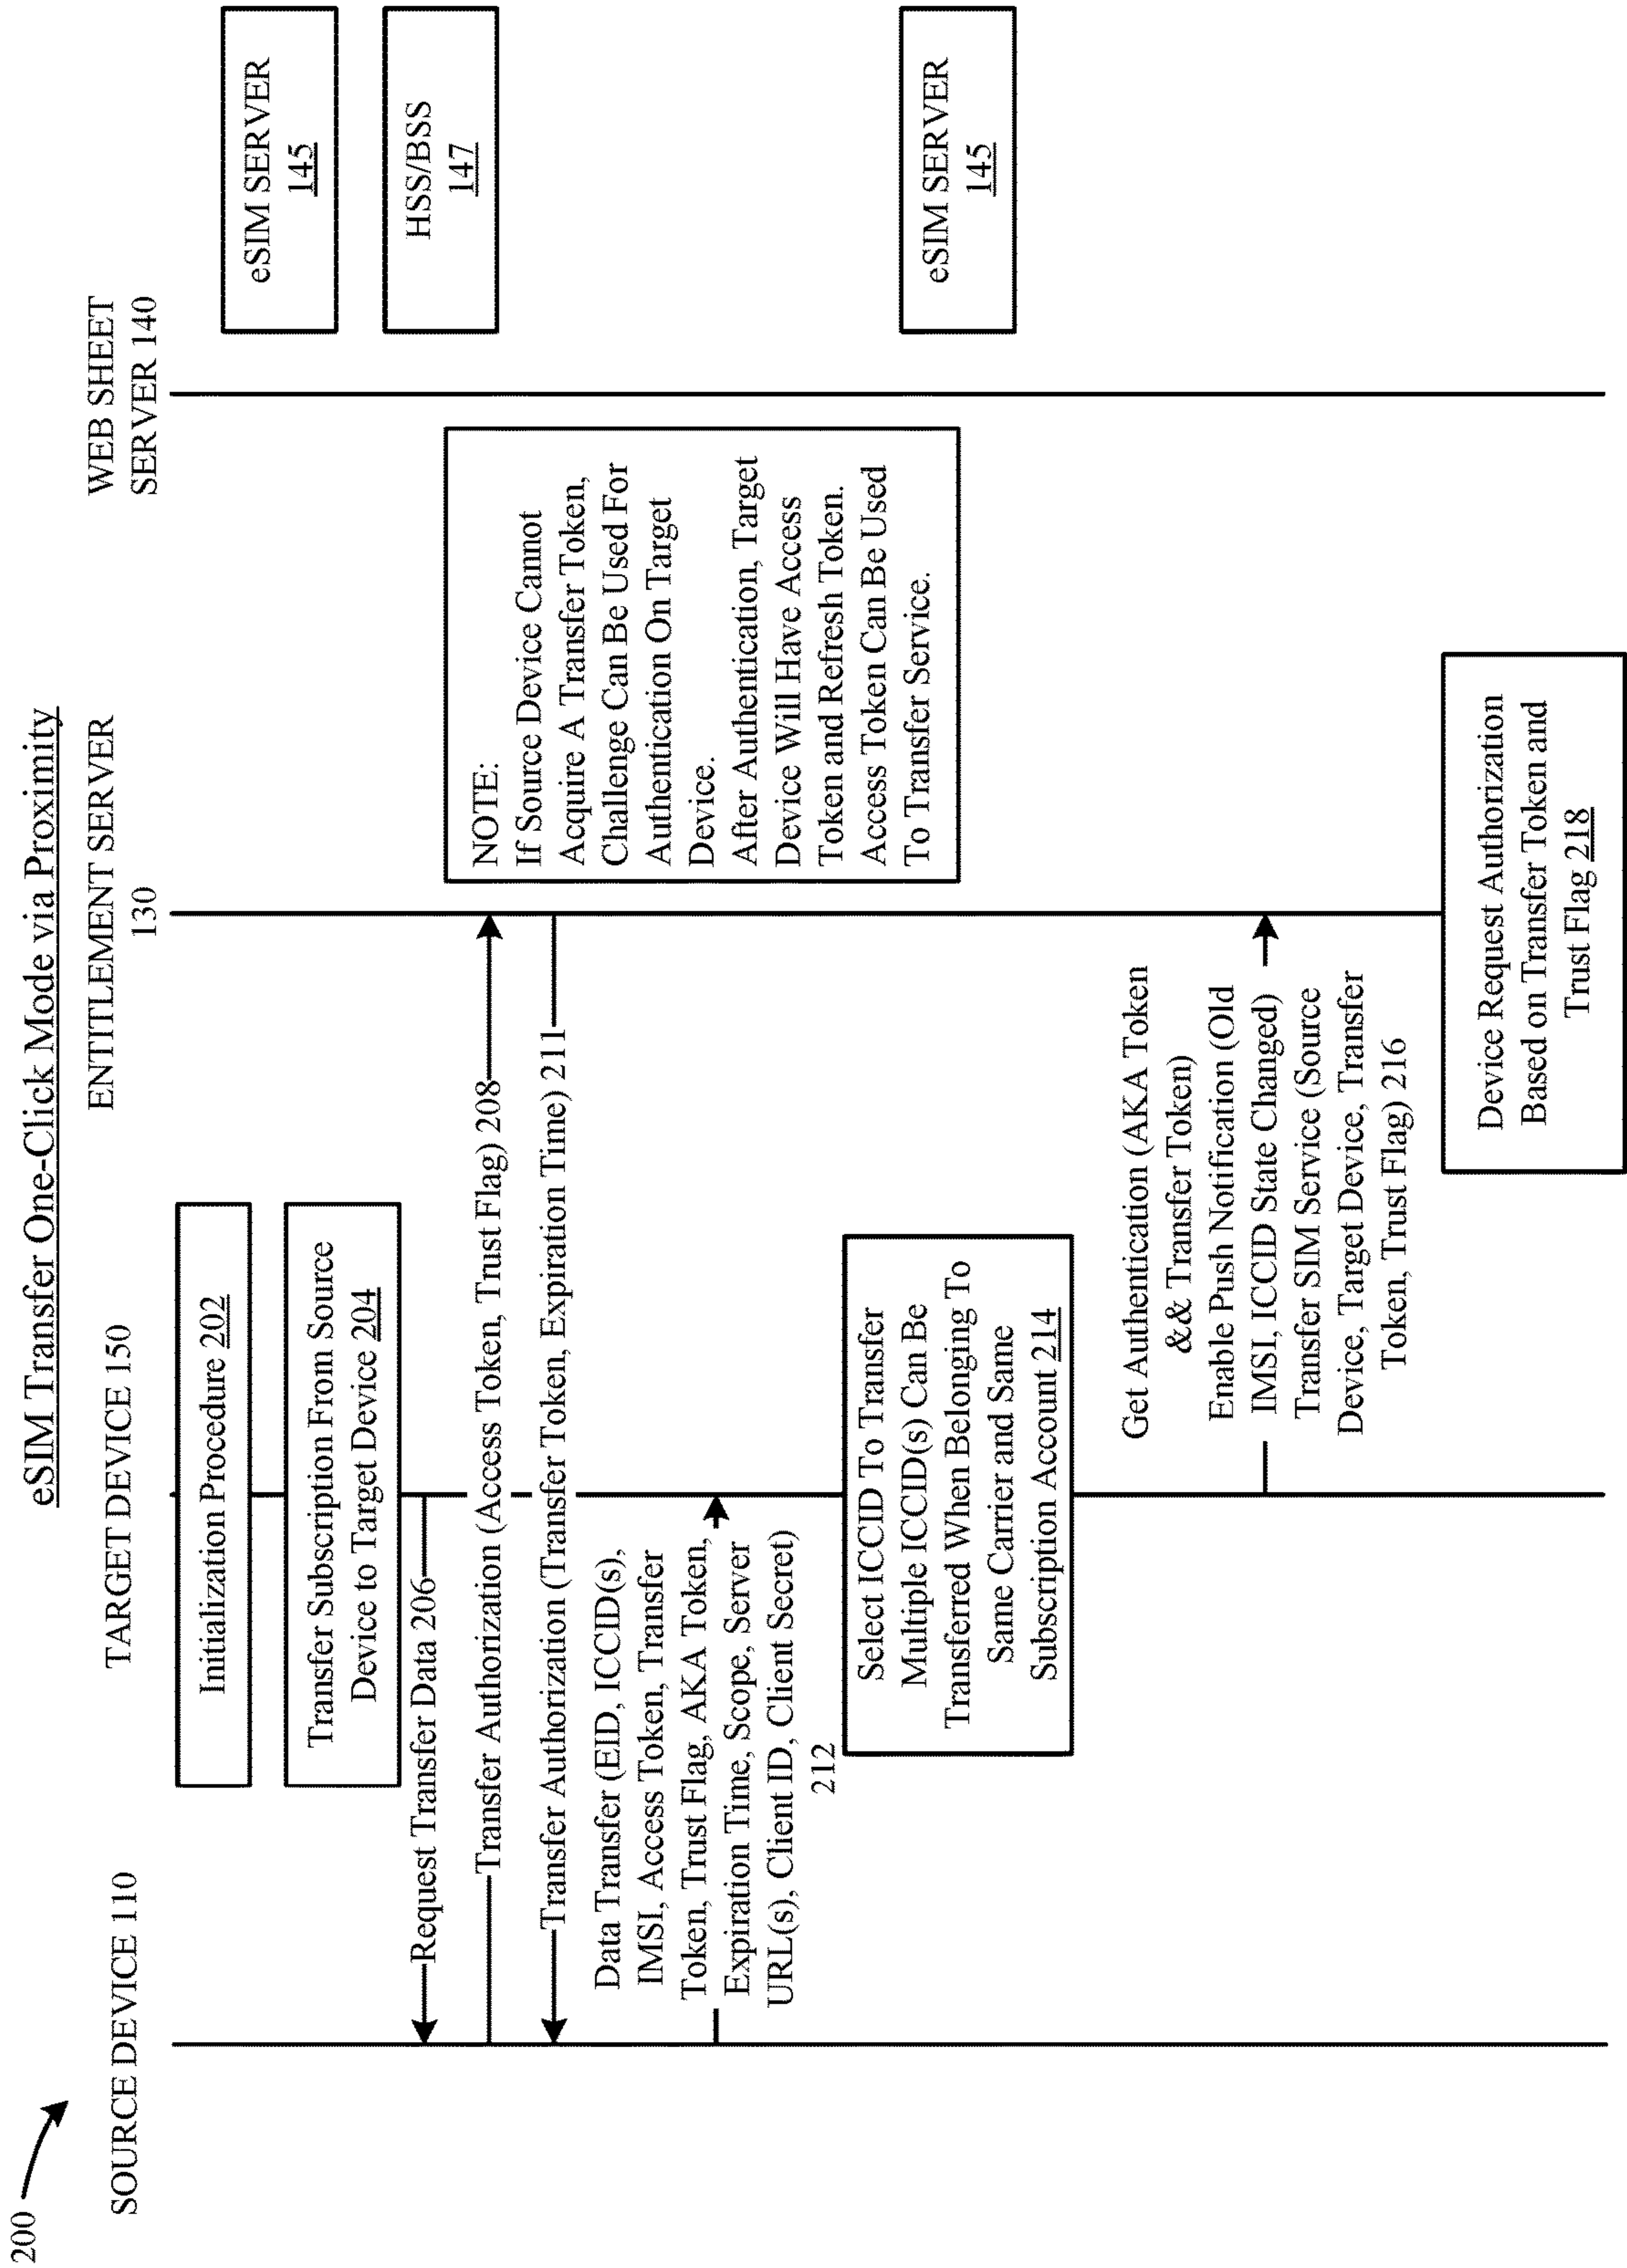 200
eSIM Transfer One-Click Mode via Proximity
SOURCE DEVICE 110
TARGET DEVICE 150
ENTITLEMENT SERVER
130
WEB SHEET
SERVER 140
eSIM SERVER
145
HSS/BSS
147
Initialization Procedure 202
Transfer Subscription From Source
Device to Target Device 204
Request Transfer Data 206
Transfer Authorization (Access Token, Trust Flag) 208
Transfer Authorization (Transfer Token, Expiration Time) 211
NOTE:
If Source Device Cannot
Acquire A Transfer Token,
Challenge Can Be Used For
Authentication On Target
Device.
After Authentication, Target
Device Will Have Access
Token and Refresh Token.
Access Token Can Be Used
To Transfer Service.
Data Transfer (EID, ICCID(s),
IMSI, Access Token, Transfer
Token, Trust Flag, AKA Token,
Expiration Time, Scope, Server
URL(s), Client ID, Client Secret)
212
Select ICCID To Transfer
Multiple ICCID(s) Can Be
Transferred When Belonging To
Same Carrier and Same
Subscription Account 214
eSIM SERVER
145
Get Authentication (AKA Token
&& Transfer Token)
Enable Push Notification (Old
IMSI, ICCID State Changed)
Transfer SIM Service (Source
Device, Target Device, Transfer
Token, Trust Flag) 216
Device Request Authorization
Based on Transfer Token and
Trust Flag 218